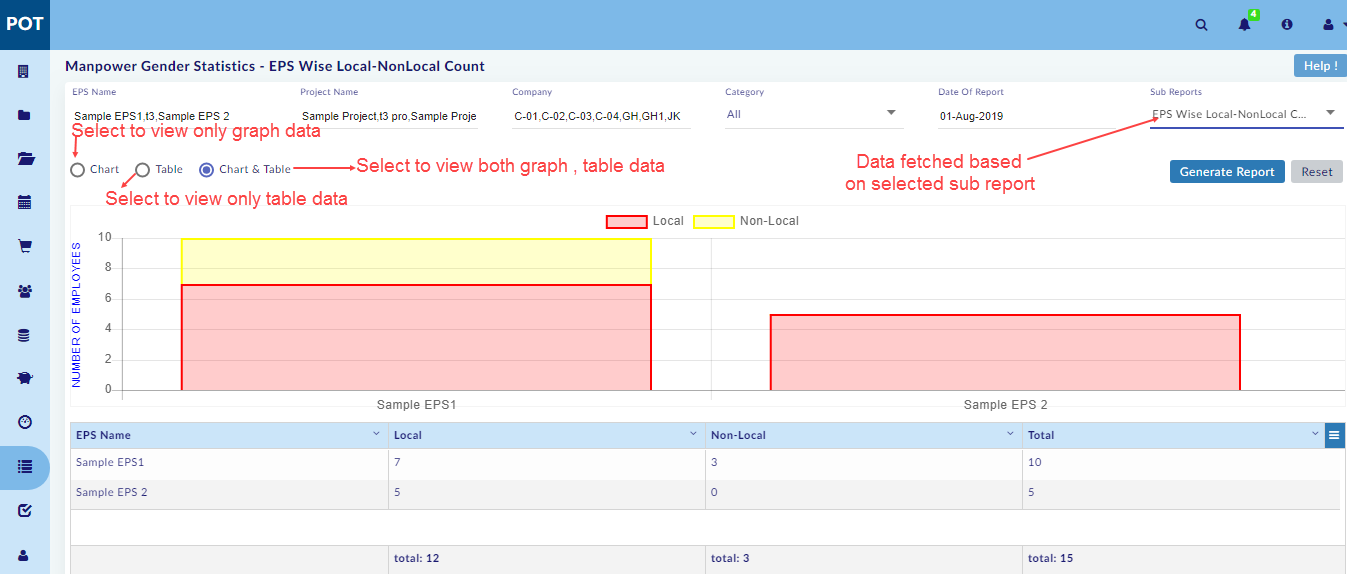 POT
4
Manpower Gender Statistics - EPS Wise Local-NonLocal Count
Help !
EPS Name Project Name Company Category Date Of Report Sub Reports
Sample EPS1,t3,Sample EPS 2 Sample Project,t3 pro,Sample Proje C-01,C-02,C-03,C-04,GH,GH1,JK All 01-Aug-2019 EPS Wise Local-NonLocal C...
Select to view only graph data
Chart Table Chart & Table
Select to view both graph , table data
Data fetched based
on selected sub report
Generate Report Reset
Select to view only table data
Local Non-Local
NUMBER OF EMPLOYEES
10
8
6
4
2
0
Sample EPS1 Sample EPS 2
EPS Name Local Non-Local Total
Sample EPS1 7 3 10
Sample EPS 2 5 0 5
total: 12 total: 3 total: 15